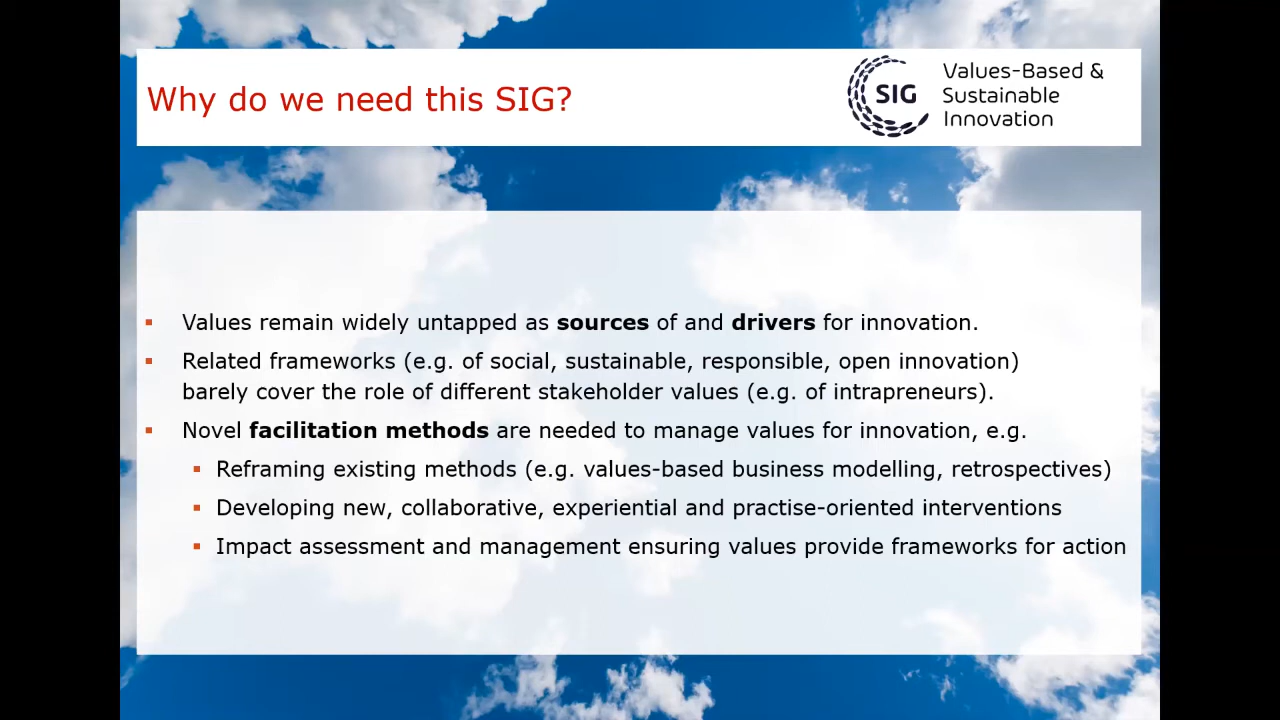 Why do we need this SIG?
SIG
Values-Based &
Sustainable
Innovation
Values remain widely untapped as sources of and drivers for innovation.
Related frameworks (e.g. of social, sustainable, responsible, open innovation)
barely cover the role of different stakeholder values (e.g. of intrapreneurs).
Novel facilitation methods are needed to manage values for innovation, e.g.
Reframing existing methods (e.g. values-based business modelling, retrospectives)
Developing new, collaborative, experiential and practise-oriented interventions
Impact assessment and management ensuring values provide frameworks for action